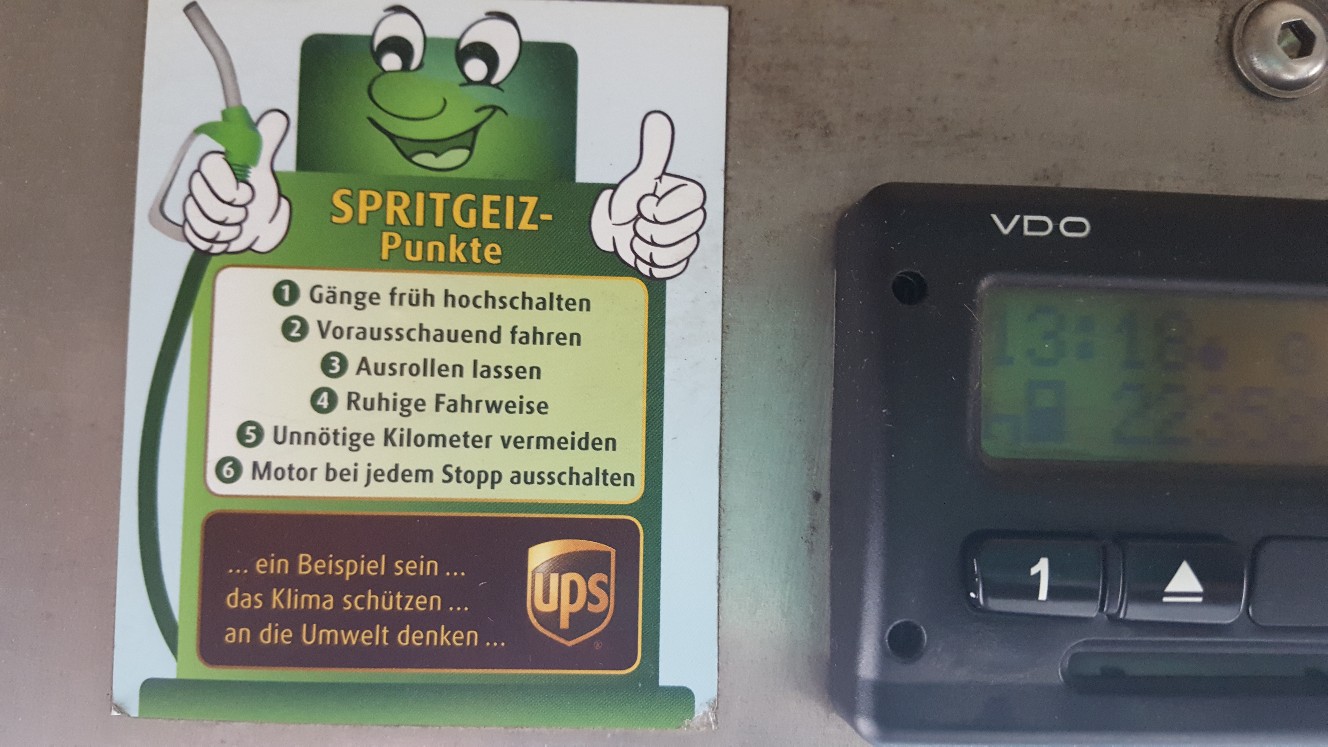 SPRITGEIZ-
Punkte
1 Gänge früh hochschalten
2 Vorausschauend fahren
3 Ausrollen lassen
4 Ruhige Fahrweise
5 Unnötige Kilometer vermeiden
6 Motor bei jedem Stopp ausschalten
... ein Beispiel sein ...
das Klima schützen ...
an die Umwelt denken ...
ups
VDO
13:18
2235
1